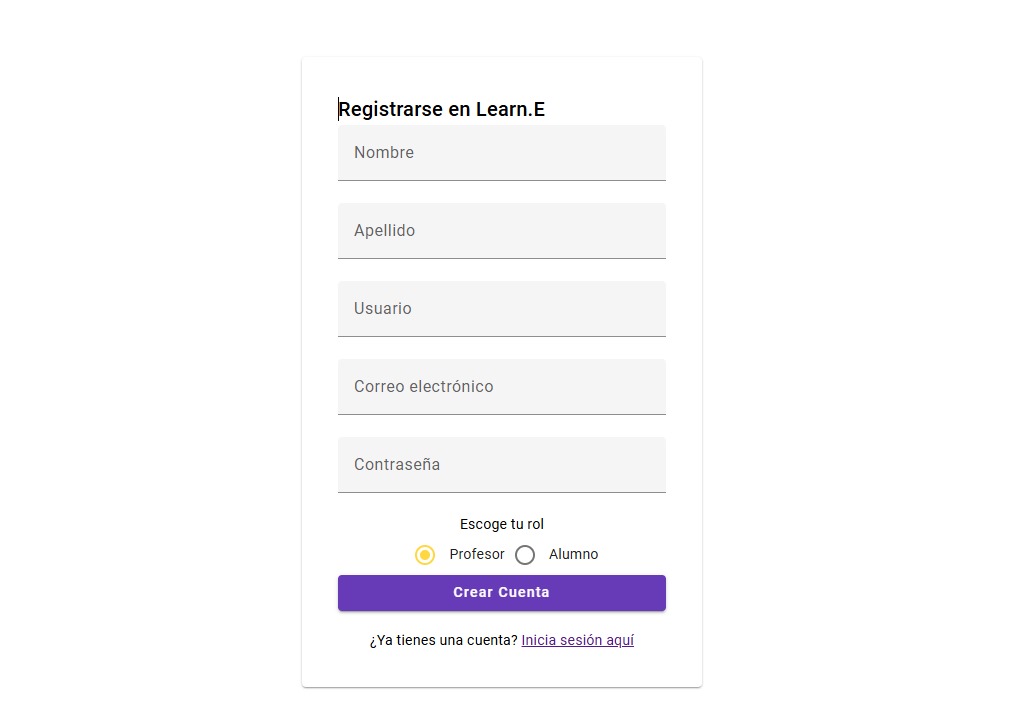 Registrarse en Learn.E
Nombre
Apellido
Usuario
Correo electrónico
Contraseña
Escoge tu rol
Profesor Alumno
Crear Cuenta
¿Ya tienes una cuenta? Inicia sesión aquí